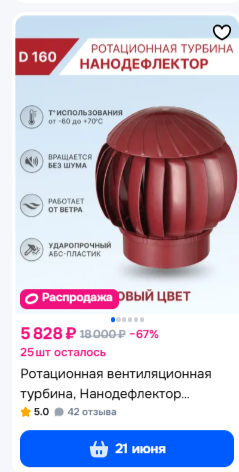 D 160
РОТАЦИОННАЯ ТУРБИНА
НАНОДЕФЛЕКТОР
T° ИСПОЛЬЗОВАНИЯ
от -60 до +70°C
ВРАЩАЕТСЯ
БЕЗ ШУМА
РАБОТАЕТ
ОТ ВЕТРА
УДАРОПРОЧНЫЙ
АБС-ПЛАСТИК
Распродажа
ОВЫЙ ЦВЕТ
5 828 ₽ 18 000 ₽ −67%
25 шт осталось
Ротационная вентиляционная
турбина, Нанодефлектор...
5.0 42 отзыва
21 июня